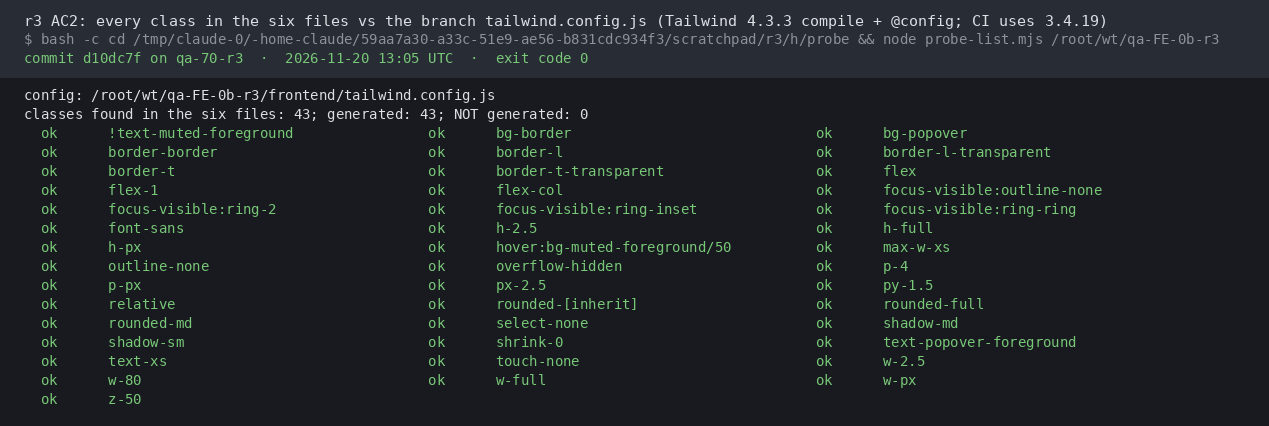 r3 AC2: every class in the six files vs the branch tailwind.config.js (Tailwind 4.3.3 compile + @config; CI uses 3.4.19)
$ bash -c cd /tmp/claude-0/-home-claude/59aa7a30-a33c-51e9-ae56-b831cdc934f3/scratchpad/r3/h/probe && node probe-list.mjs /root/wt/qa-FE-0b-r3
commit d10dc7f on qa-70-r3 · 2026-11-20 13:05 UTC · exit code 0
config: /root/wt/qa-FE-0b-r3/frontend/tailwind.config.js
classes found in the six files: 43; generated: 43; NOT generated: 0
ok !text-muted-foreground ok bg-border ok bg-popover
ok border-border ok border-l ok border-l-transparent
ok border-t ok border-t-transparent ok flex
ok flex-1 ok flex-col ok focus-visible:outline-none
ok focus-visible:ring-2 ok focus-visible:ring-inset ok focus-visible:ring-ring
ok font-sans ok h-2.5 ok h-full
ok h-px ok hover:bg-muted-foreground/50 ok max-w-xs
ok outline-none ok overflow-hidden ok p-4
ok p-px ok px-2.5 ok py-1.5
ok relative ok rounded-[inherit] ok rounded-full
ok rounded-md ok select-none ok shadow-md
ok shadow-sm ok shrink-0 ok text-popover-foreground
ok text-xs ok touch-none ok w-2.5
ok w-80 ok w-full ok w-px
ok z-50